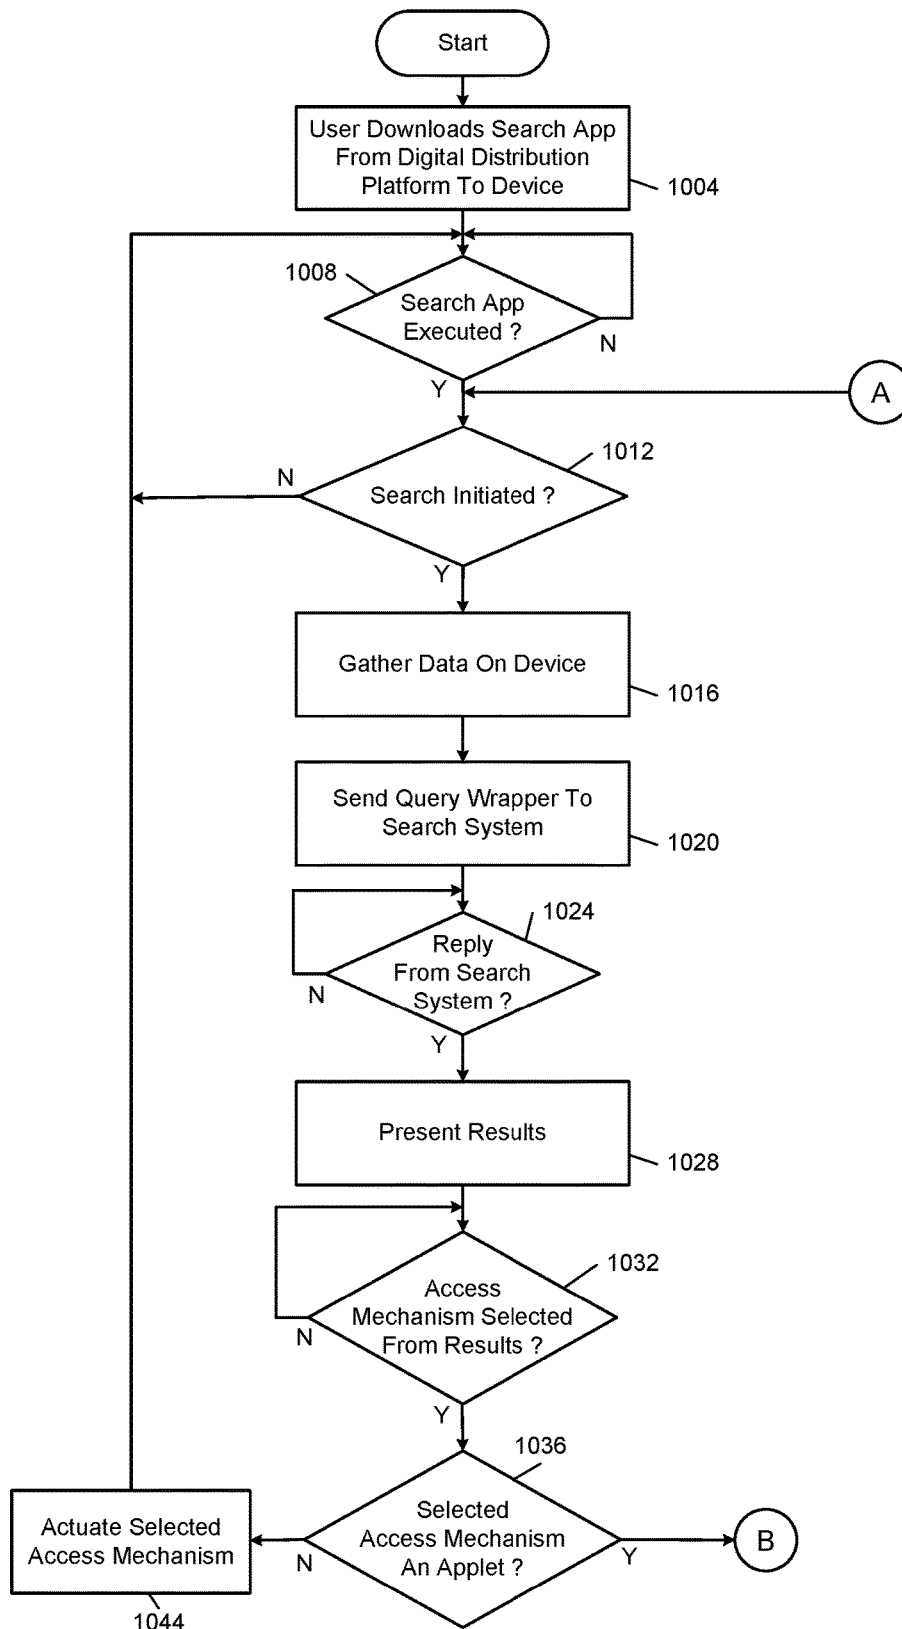 Start
User Downloads Search App
From Digital Distribution
Platform To Device
1004
1008
Search App
Executed ?
N
Y
A
1012
N
Search Initiated ?
Y
Gather Data On Device
1016
Send Query Wrapper To
Search System
1020
1024
Reply
From Search
System ?
N
Y
Present Results
1028
1032
Access
Mechanism Selected
From Results ?
N
Y
1036
Selected
Access Mechanism
An Applet ?
N
Y
B
Actuate Selected
Access Mechanism
1044